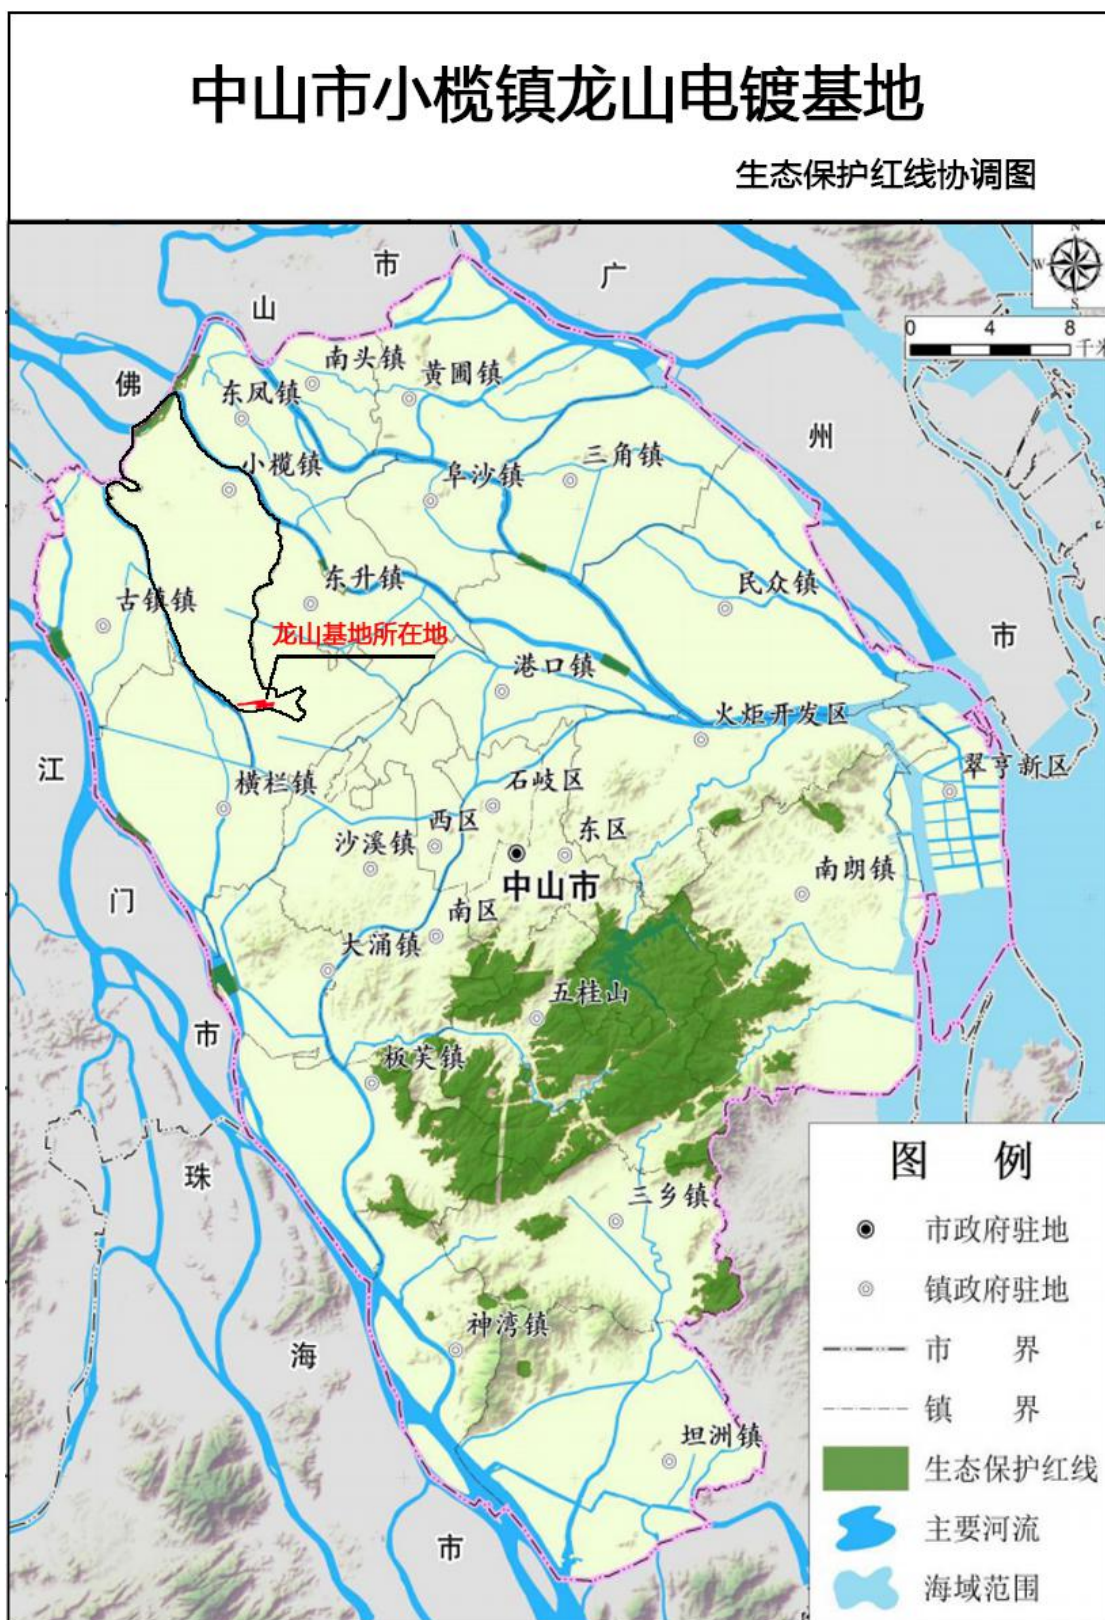 中山市小榄镇龙山电镀基地
生态保护红线协调图
市
广
山
N
W
S
0 4 8
千米
佛
南头镇
黄圃镇
东凤镇
州
小榄镇
阜沙镇
三角镇
东升镇
民众镇
古镇镇
龙山基地所在地
市
港口镇
火炬开发区
江
翠亨新区
横栏镇
石岐区
西区
沙溪镇
东区
中山市
南朗镇
门
南区
大涌镇
五桂山
市
板芙镇
珠
三乡镇
海
神湾镇
坦洲镇
市
图 例
市政府驻地
镇政府驻地
市 界
镇 界
生态保护红线
主要河流
海域范围